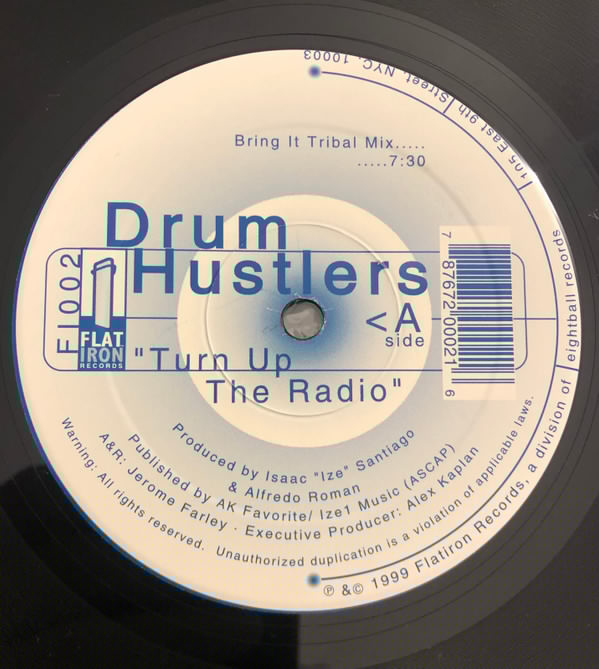 Bring It Tribal Mix.....
.....7:30
Drum
Hustlers
FI002
FLAT
IRON
RECORDS
<A
side
"Turn Up
The Radio"
7 87672 00021 6
Produced by Isaac "Ize" Santiago
& Alfredo Roman
Published by AK Favorite/ Ize1 Music (ASCAP)
A&R: Jerome Farley · Executive Producer: Alex Kaplan
Warning: All rights reserved. Unauthorized duplication is a violation of applicable laws.
℗ &© 1999 Flatiron Records, a division of | eightball records | 105 East 9th Street, NYC, 10003